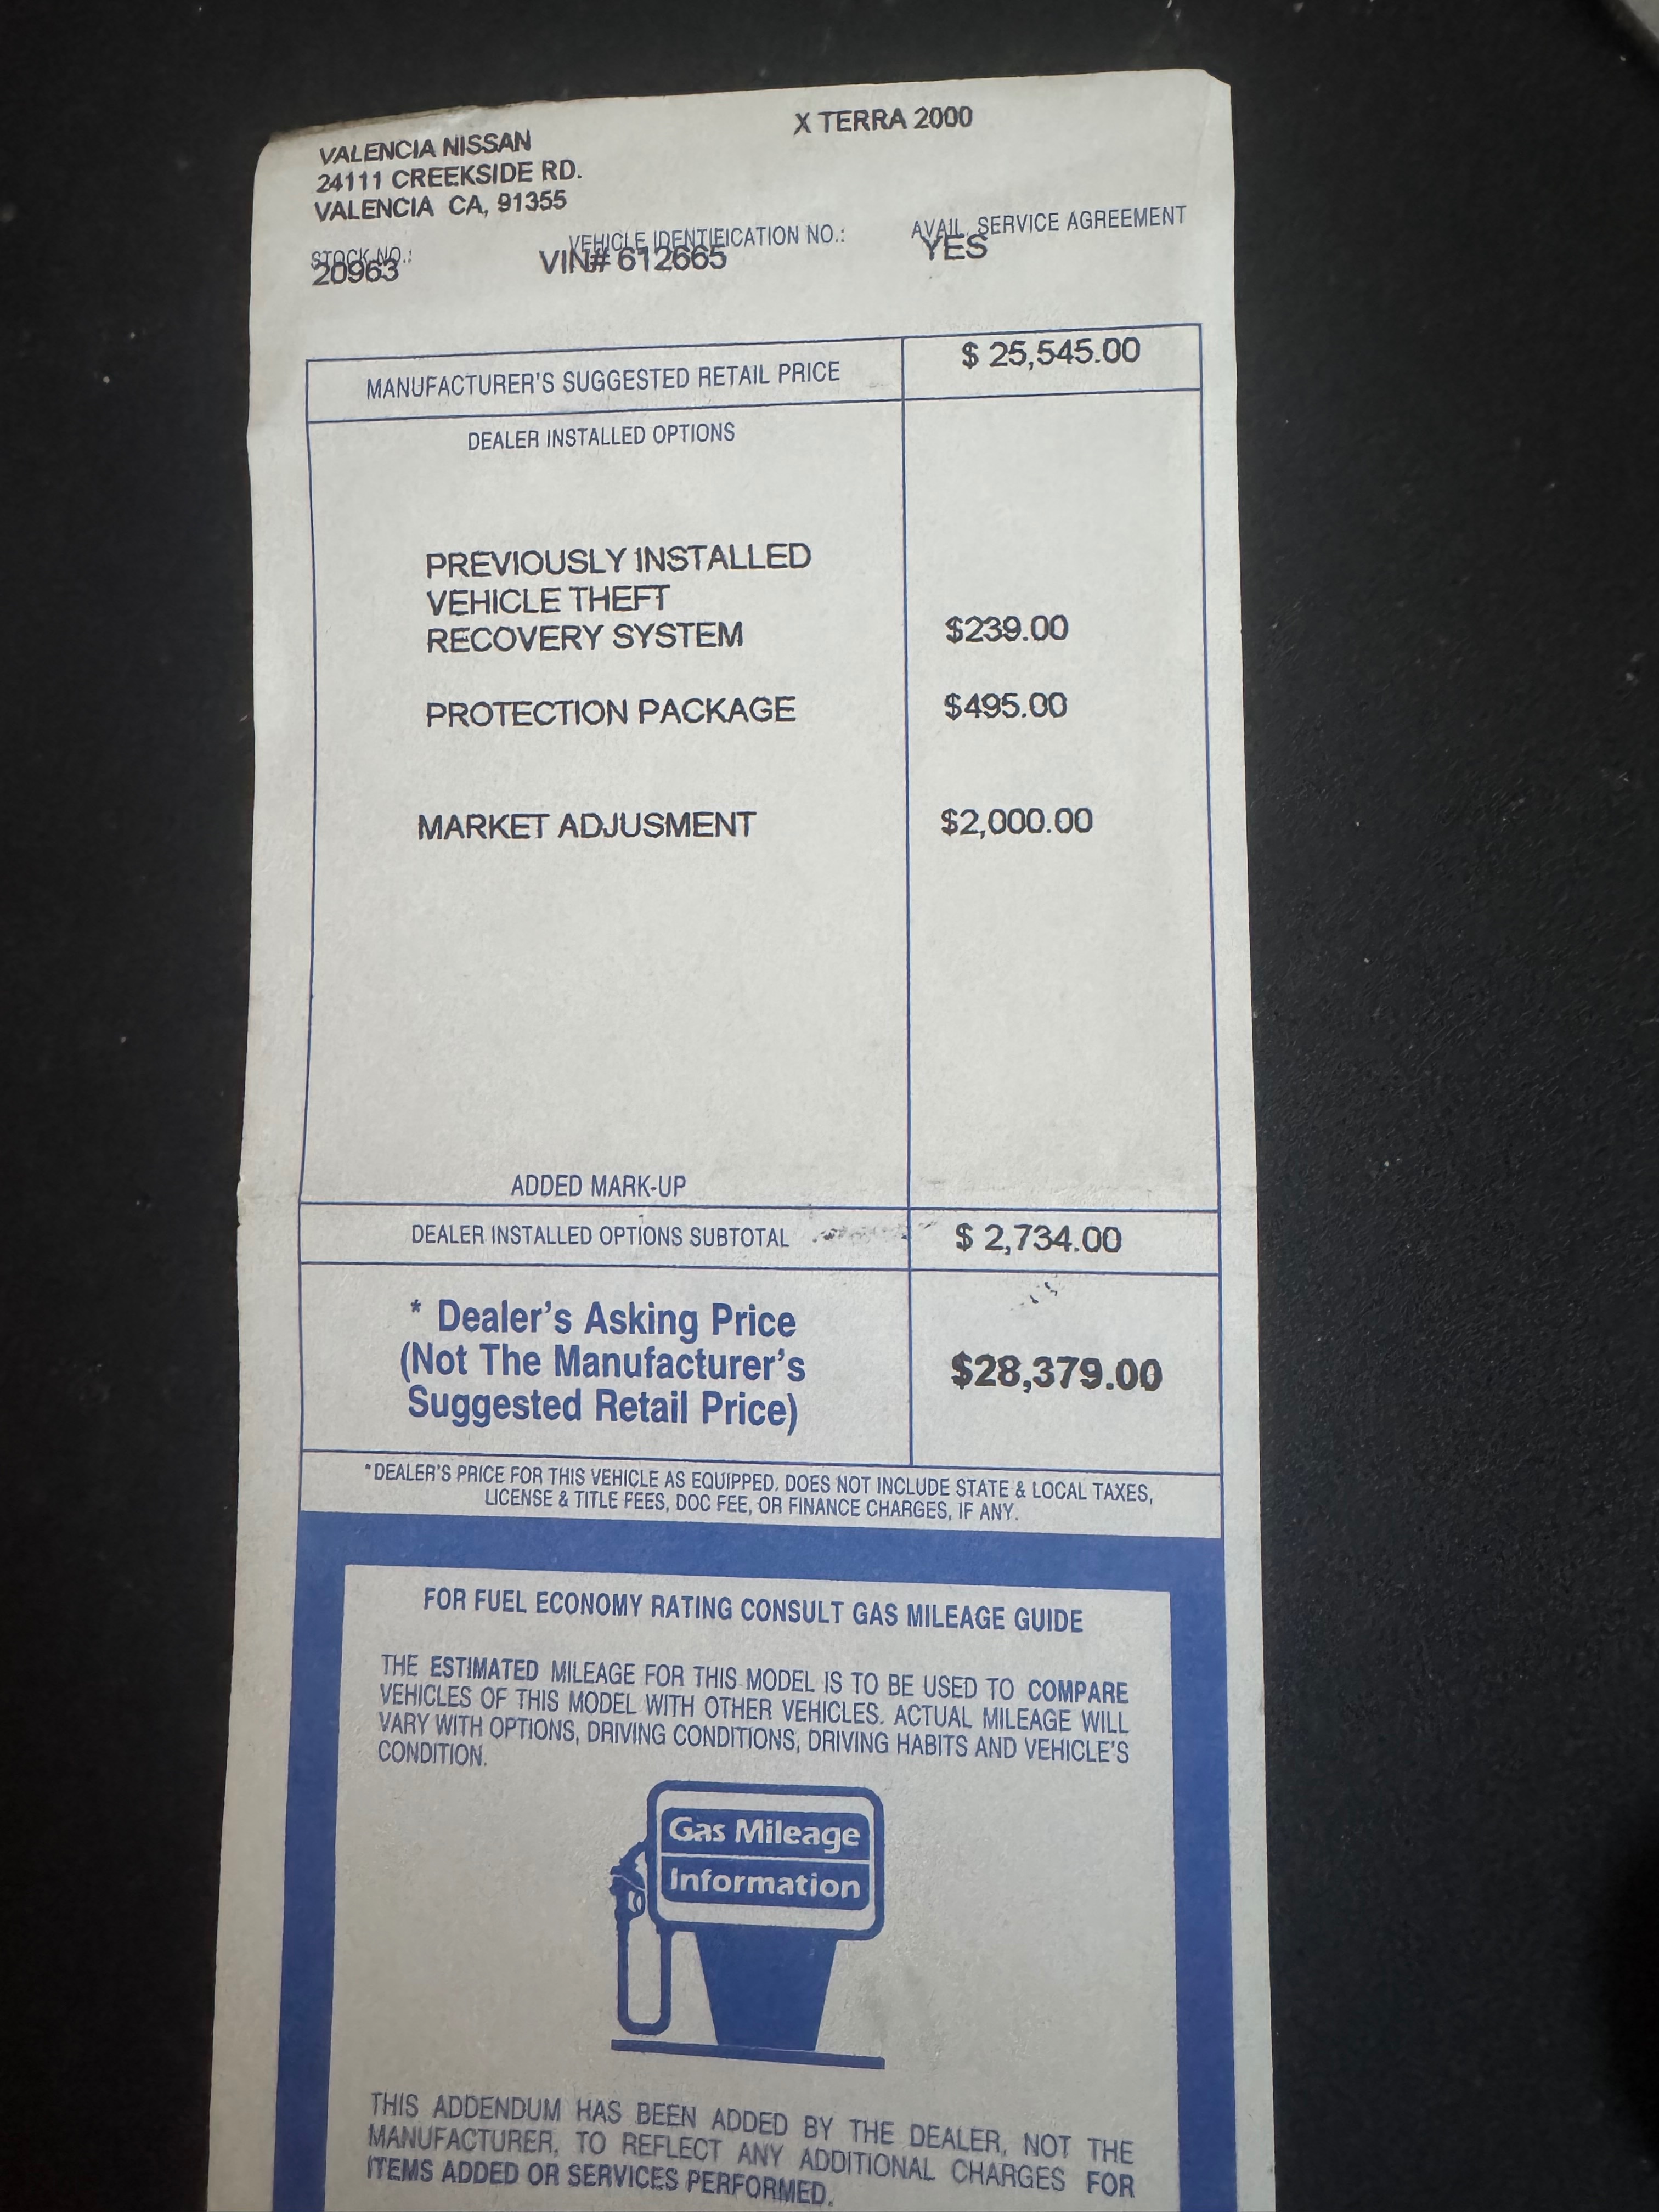 X TERRA 2000
VALENCIA NISSAN
24111 CREEKSIDE RD.
VALENCIA CA, 91355
STOCK NO.:
20963
VEHICLE IDENTIFICATION NO.:
VIN# 612665
AVAIL. SERVICE AGREEMENT
YES
MANUFACTURER'S SUGGESTED RETAIL PRICE $ 25,545.00
DEALER INSTALLED OPTIONS
PREVIOUSLY INSTALLED
VEHICLE THEFT
RECOVERY SYSTEM $239.00
PROTECTION PACKAGE $495.00
MARKET ADJUSMENT $2,000.00
ADDED MARK-UP
DEALER INSTALLED OPTIONS SUBTOTAL $ 2,734.00
* Dealer's Asking Price
(Not The Manufacturer's
Suggested Retail Price)
$28,379.00
*DEALER'S PRICE FOR THIS VEHICLE AS EQUIPPED. DOES NOT INCLUDE STATE & LOCAL TAXES,
LICENSE & TITLE FEES, DOC FEE, OR FINANCE CHARGES, IF ANY.
FOR FUEL ECONOMY RATING CONSULT GAS MILEAGE GUIDE
THE ESTIMATED MILEAGE FOR THIS MODEL IS TO BE USED TO COMPARE
VEHICLES OF THIS MODEL WITH OTHER VEHICLES. ACTUAL MILEAGE WILL
VARY WITH OPTIONS, DRIVING CONDITIONS, DRIVING HABITS AND VEHICLE'S
CONDITION.
Gas Mileage
Information
THIS ADDENDUM HAS BEEN ADDED BY THE DEALER, NOT THE
MANUFACTURER, TO REFLECT ANY ADDITIONAL CHARGES FOR
ITEMS ADDED OR SERVICES PERFORMED.